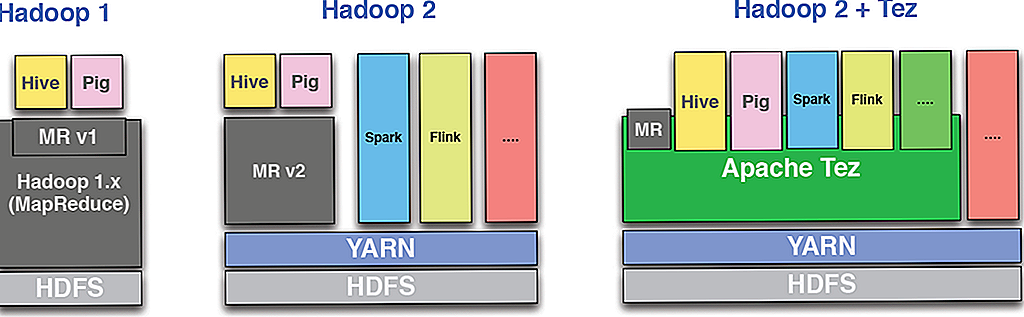 Hadoop 1
Hive
Pig
MR v1
Hadoop 1.x
(MapReduce)
HDFS
Hadoop 2
Hive
Pig
MR v2
Spark
Flink
....
YARN
HDFS
Hadoop 2 + Tez
MR
Hive
Pig
Spark
Flink
....
....
Apache Tez
YARN
HDFS